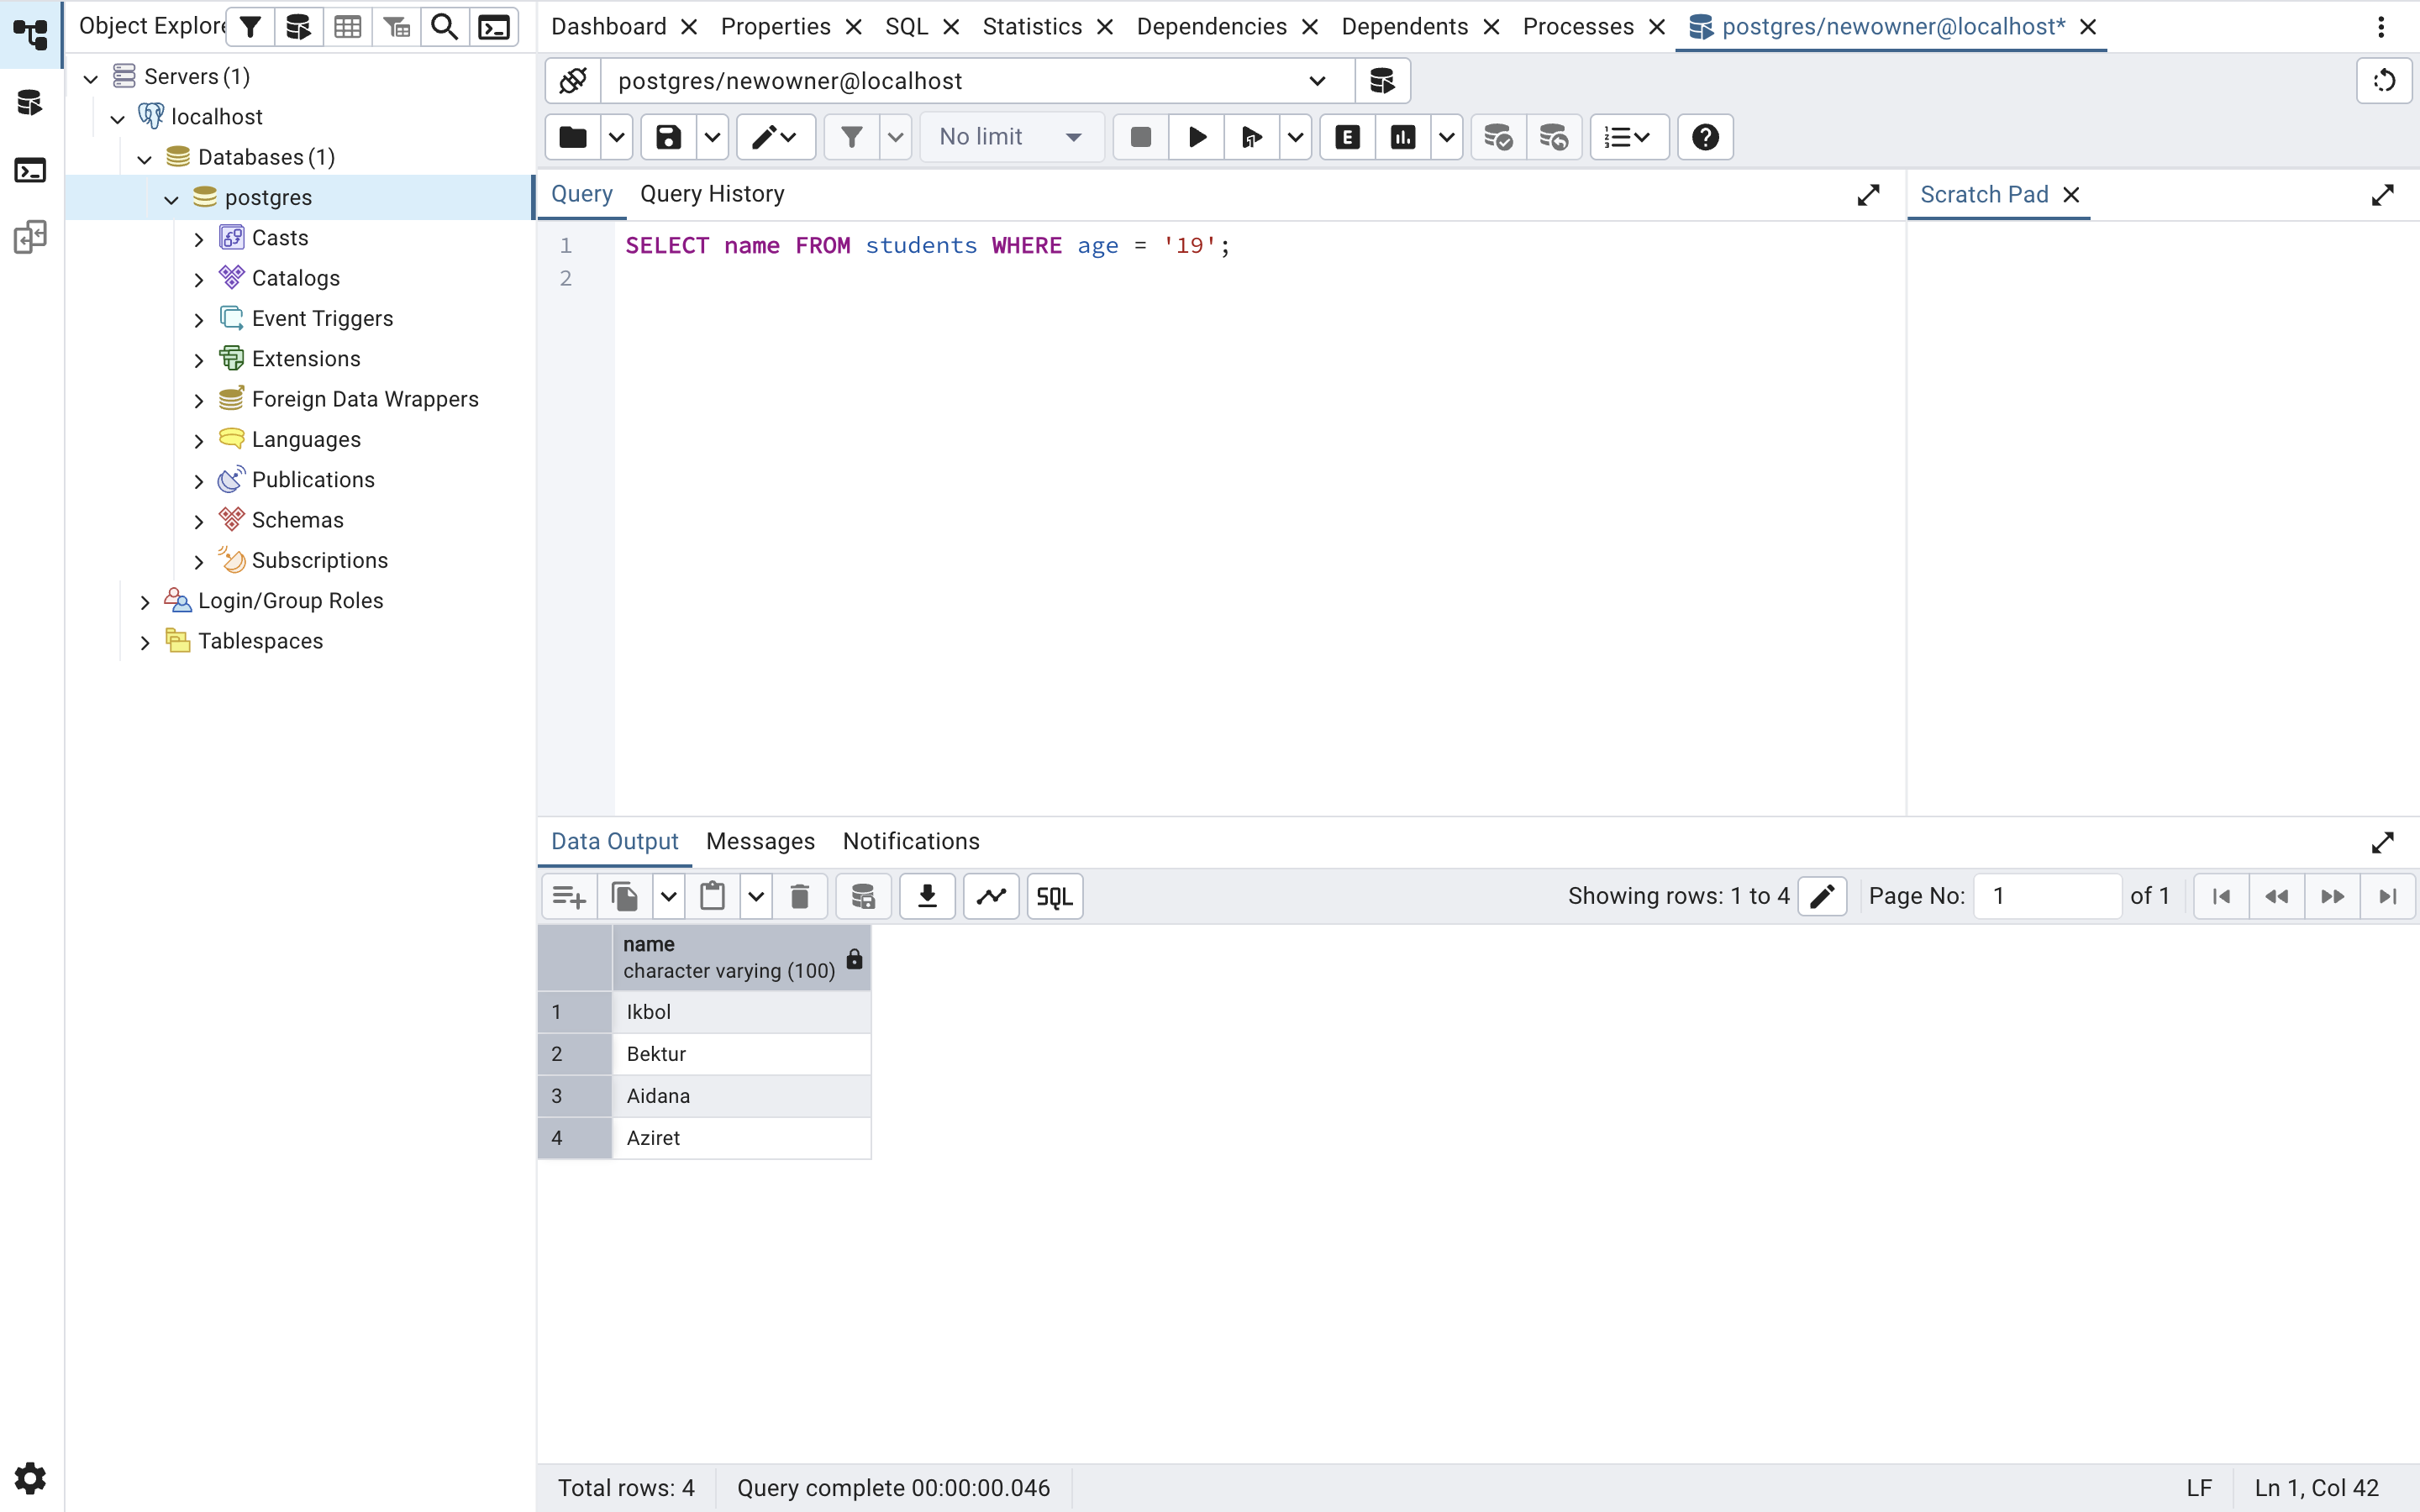 Object Explore
Dashboard Properties SQL Statistics Dependencies Dependents Processes postgres/newowner@localhost*
Servers (1)
localhost
Databases (1)
postgres
Casts
Catalogs
Event Triggers
Extensions
Foreign Data Wrappers
Languages
Publications
Schemas
Subscriptions
Login/Group Roles
Tablespaces
postgres/newowner@localhost
No limit
E
Query Query History
Scratch Pad
1 SELECT name FROM students WHERE age = '19';
2
Data Output Messages Notifications
SQL Showing rows: 1 to 4 Page No: 1 of 1
name
character varying (100)
1 Ikbol
2 Bektur
3 Aidana
4 Aziret
Total rows: 4 Query complete 00:00:00.046 LF Ln 1, Col 42